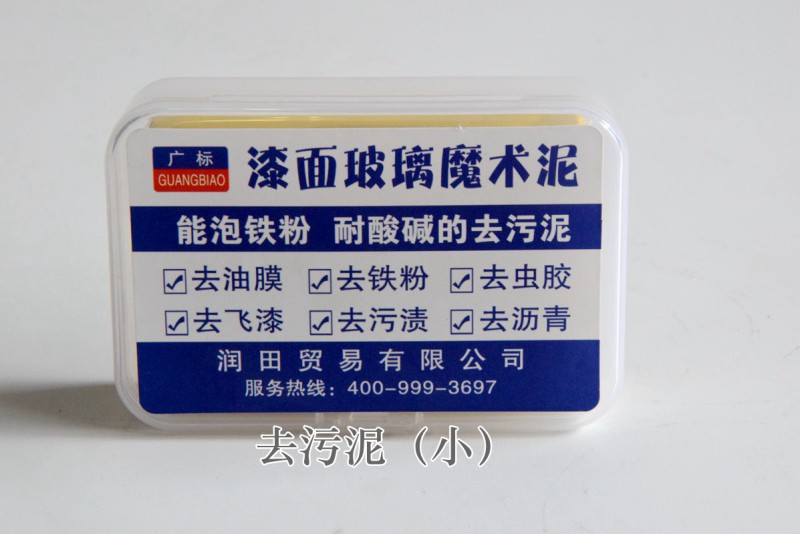 广标
GUANGBIAO
漆面玻璃魔术泥
能泡铁粉 耐酸碱的去污泥
☑去油膜 ☑去铁粉 ☑去虫胶
☑去飞漆 ☑去污渍 ☑去沥青
润田贸易有限公司
服务热线：400-999-3697
去污泥（小）